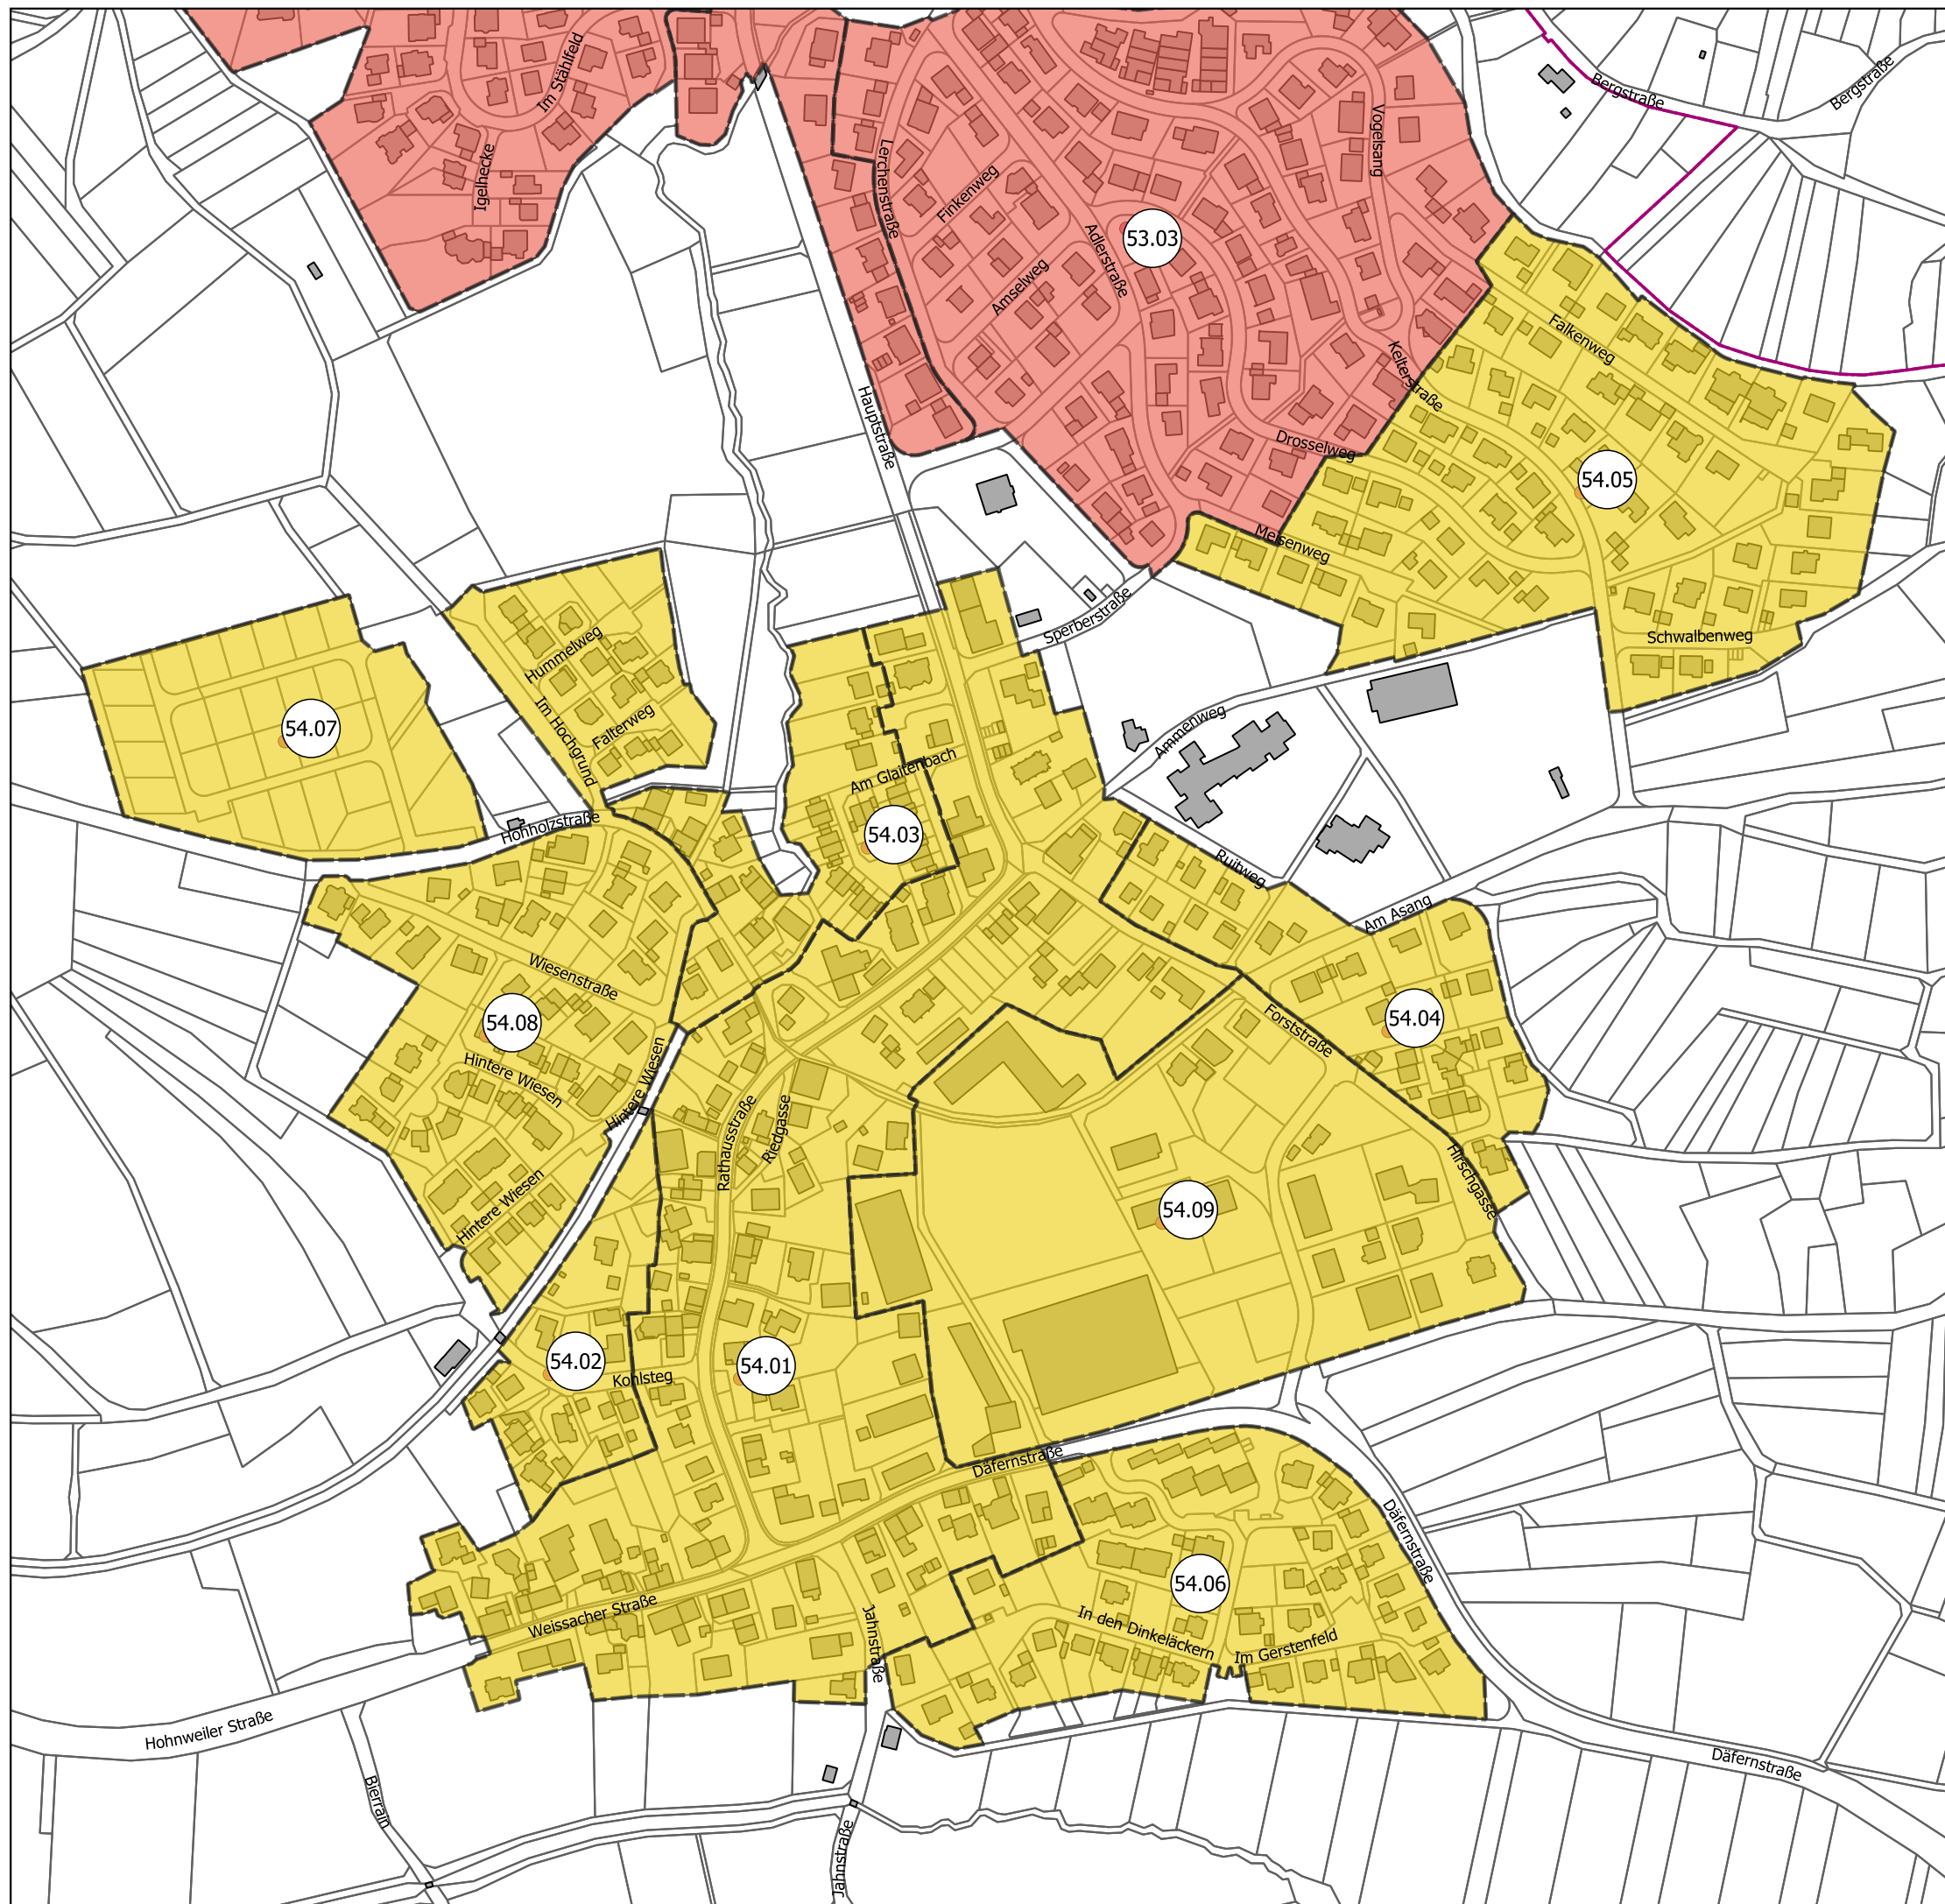 Im Stählfeld
Bergstraße
Bergstraße
Vogelsang
Igelhecke
Lerchenstraße
Finkenweg
53.03
Adlerstraße
Amselweg
Falkenweg
Kelterstraße
Hauptstraße
Drosselweg
54.05
Meisenweg
Sperberstraße
Schwalbenweg
Hummelweg
54.07
Im Hochgrund
Falterweg
Ammenweg
Am Glaitenbach
54.03
Hohholzstraße
Ruitweg
Am Asang
Wiesenstraße
54.08
54.04
Forststraße
Hintere Wiesen
Hintere Wiesen
Rathausstraße
Riedgasse
Hirschgasse
Hintere Wiesen
54.09
54.02
54.01
Kohlsteg
Däfernstraße
Däfernstraße
54.06
Weissacher Straße
Jahnstraße
In den Dinkeläckern
Im Gerstenfeld
Hohnweiler Straße
Däfernstraße
Bierrain
Jahnstraße